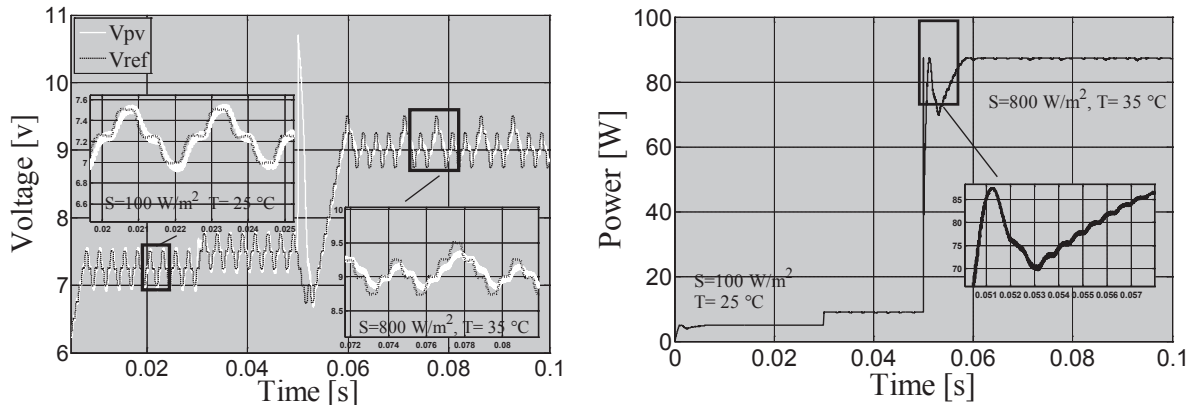 11
10
9
8
7
6
Voltage [v]
Vpv
Vref
7.6
7.4
7.2
7
6.8
6.6
S=100 W/m² T= 25 °C
0.02 0.021 0.022 0.023 0.024 0.025
10.0
9.5
9
8.5
S=800 W/m², T= 35 °C
0.072 0.074 0.076 0.078 0.08
0.02 0.04 0.06 0.08 0.1
Time [s]
100
80
60
40
20
0
Power [W]
S=800 W/m², T= 35 °C
85
80
75
70
0.051 0.052 0.053 0.054 0.055 0.056 0.057
S=100 W/m²
T= 25 °C
0 0.02 0.04 0.06 0.08 0.1
Time [s]